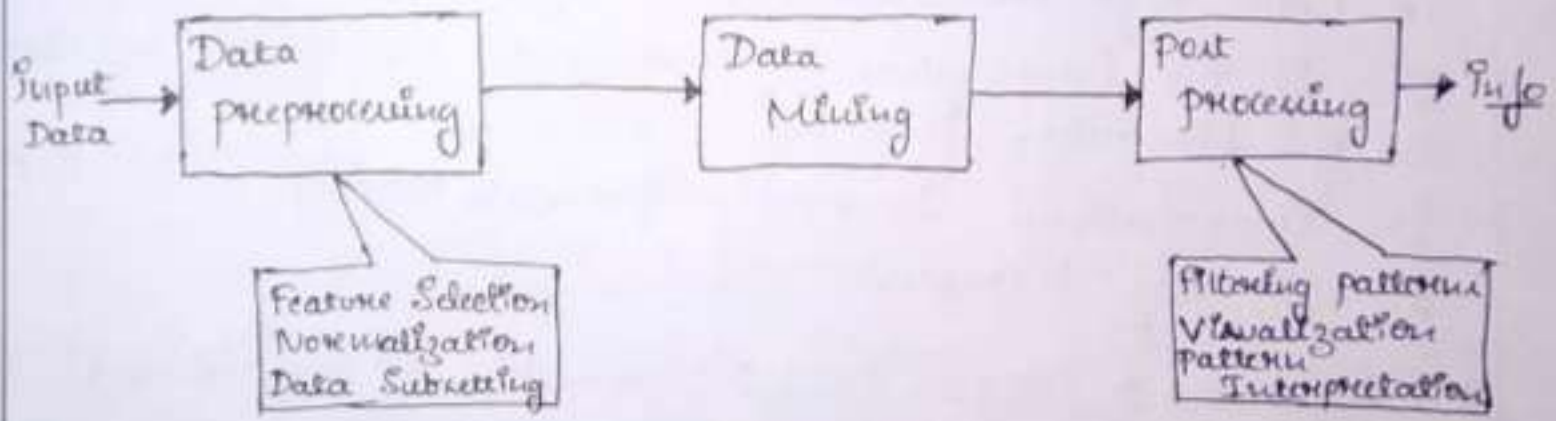 Input
Data
Data
preprocessing
Data
Mining
Post
processing
Info
Feature Selection
Normalization
Data Subsetting
Filtering patterns
Visualization
pattern
Interpretation